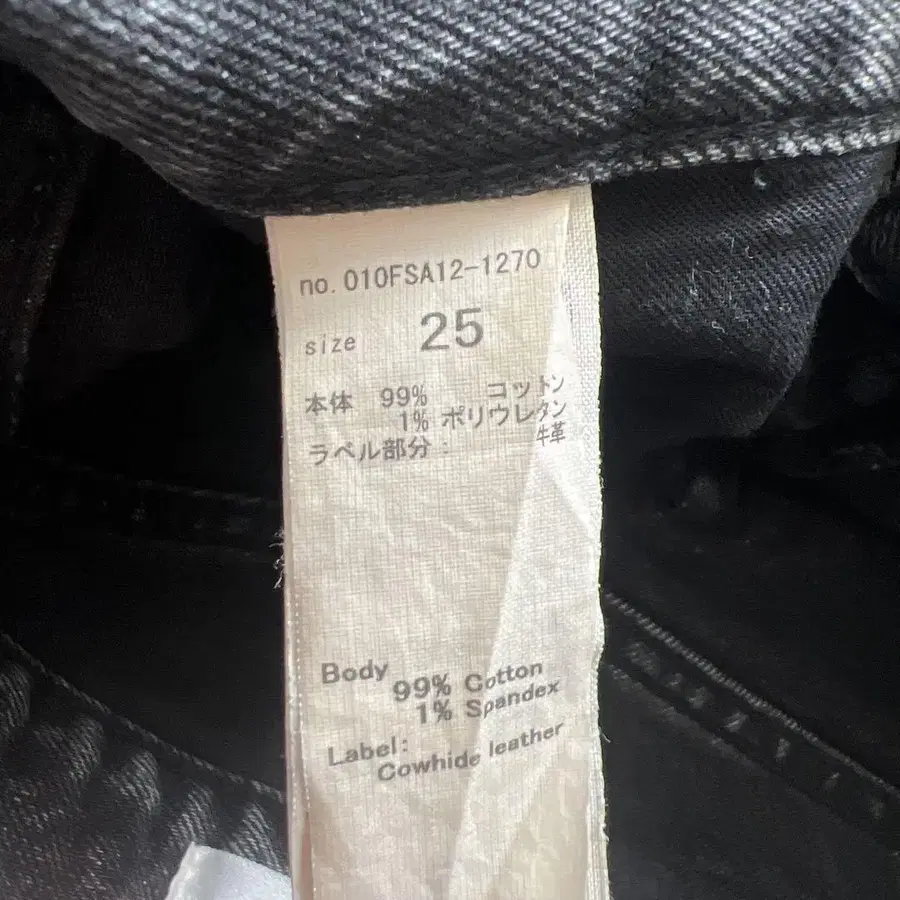 no.010FSA12-1270
size 25
本体 99% コットン
1% ポリウレタン
ラベル部分: 牛革
Body
99% Cotton
1% Spandex
Label:
Cowhide leather